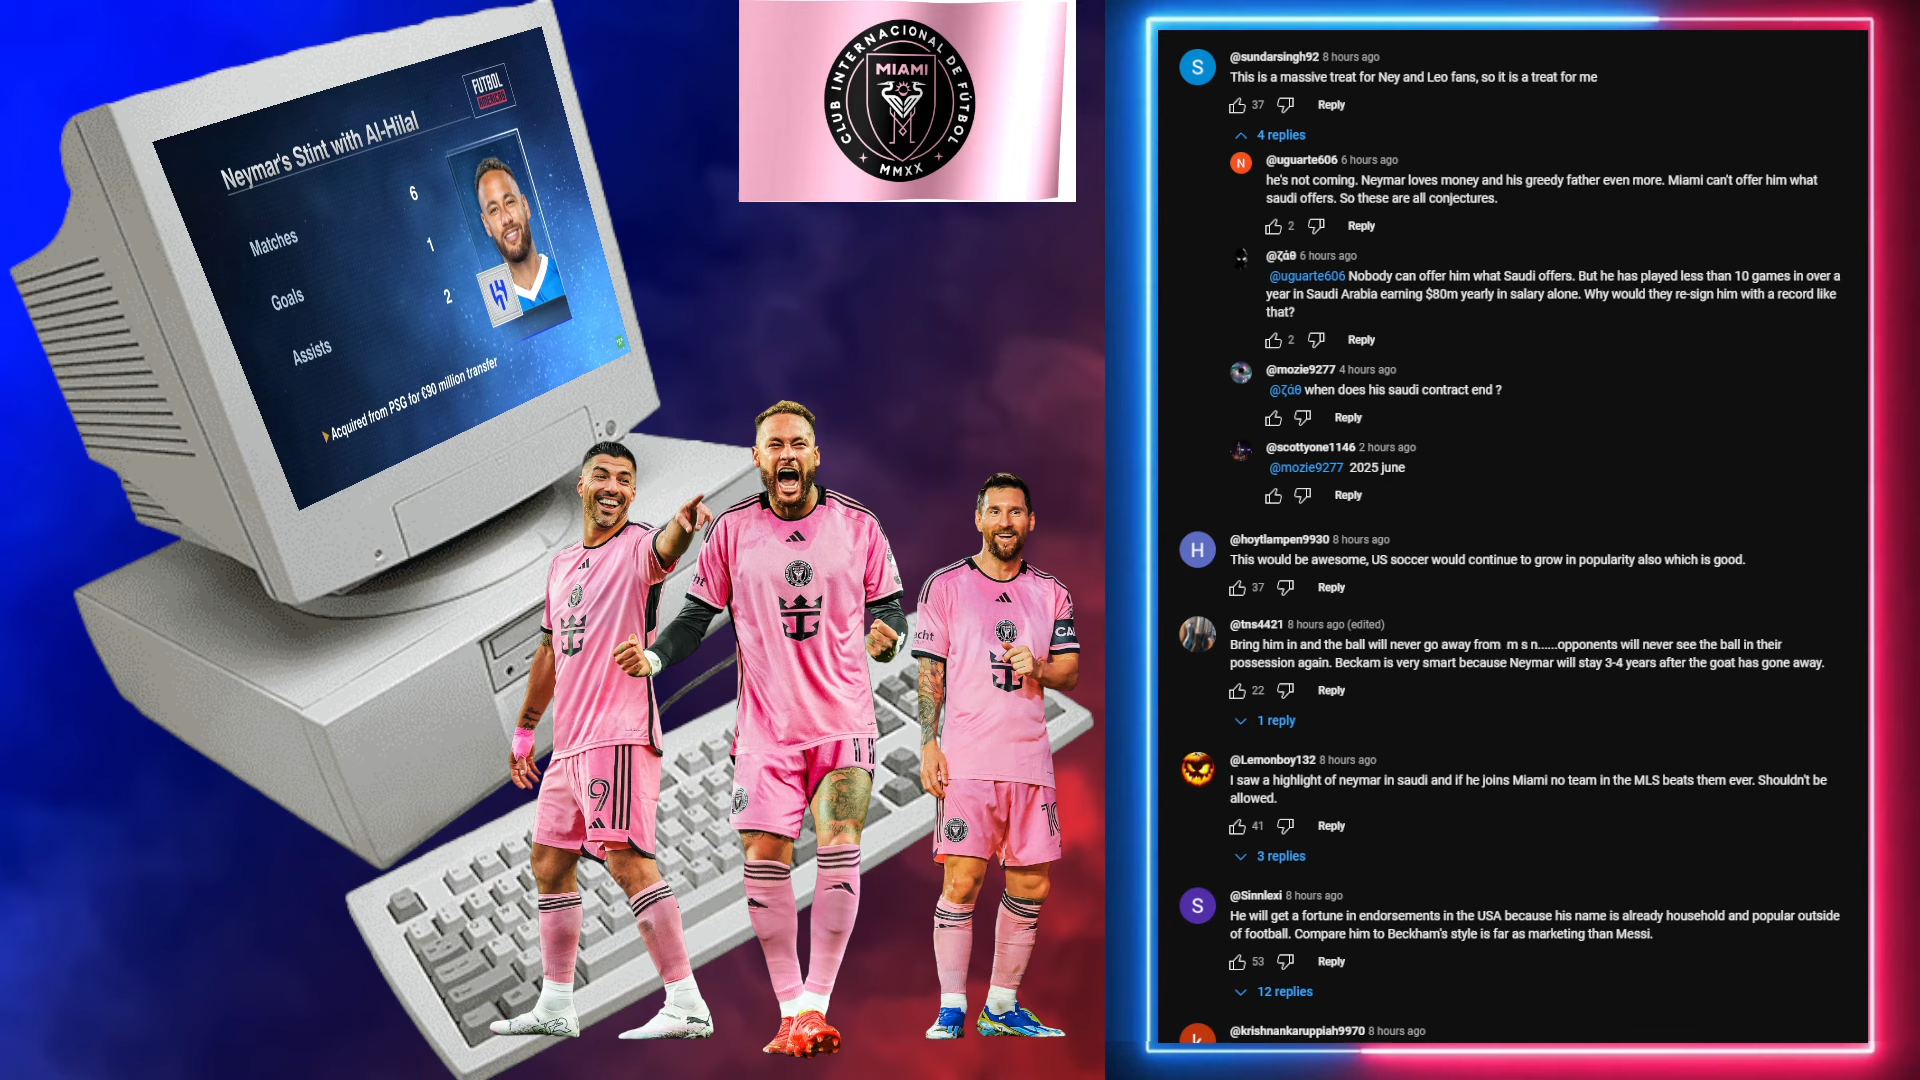 FUTBOL
AMERICAS
Neymar's Stint with Al-Hilal
Matches 6
Goals 1
Assists 2
Acquired from PSG for €90 million transfer
CLUB INTERNACIONAL DE FÚTBOL
MIAMI
MMXX
9
10
CA
S
@sundarsingh92 8 hours ago
This is a massive treat for Ney and Leo fans, so it is a treat for me
37 Reply
4 replies
N
@uguarte606 6 hours ago
he's not coming. Neymar loves money and his greedy father even more. Miami can't offer him what
saudi offers. So these are all conjectures.
2 Reply
@ζάθ 6 hours ago
@uguarte606 Nobody can offer him what Saudi offers. But he has played less than 10 games in over a
year in Saudi Arabia earning $80m yearly in salary alone. Why would they re-sign him with a record like
that?
2 Reply
@mozie9277 4 hours ago
@ζάθ when does his saudi contract end ?
Reply
@scottyone1146 2 hours ago
@mozie9277 2025 june
Reply
H
@hoytlampen9930 8 hours ago
This would be awesome, US soccer would continue to grow in popularity also which is good.
37 Reply
@tns4421 8 hours ago (edited)
Bring him in and the ball will never go away from m s n......opponents will never see the ball in their
possession again. Beckam is very smart because Neymar will stay 3-4 years after the goat has gone away.
22 Reply
1 reply
@Lemonboy132 8 hours ago
I saw a highlight of neymar in saudi and if he joins Miami no team in the MLS beats them ever. Shouldn't be
allowed.
41 Reply
3 replies
S
@Sinnlexi 8 hours ago
He will get a fortune in endorsements in the USA because his name is already household and popular outside
of football. Compare him to Beckham's style is far as marketing than Messi.
53 Reply
12 replies
k
@krishnankaruppiah9970 8 hours ago